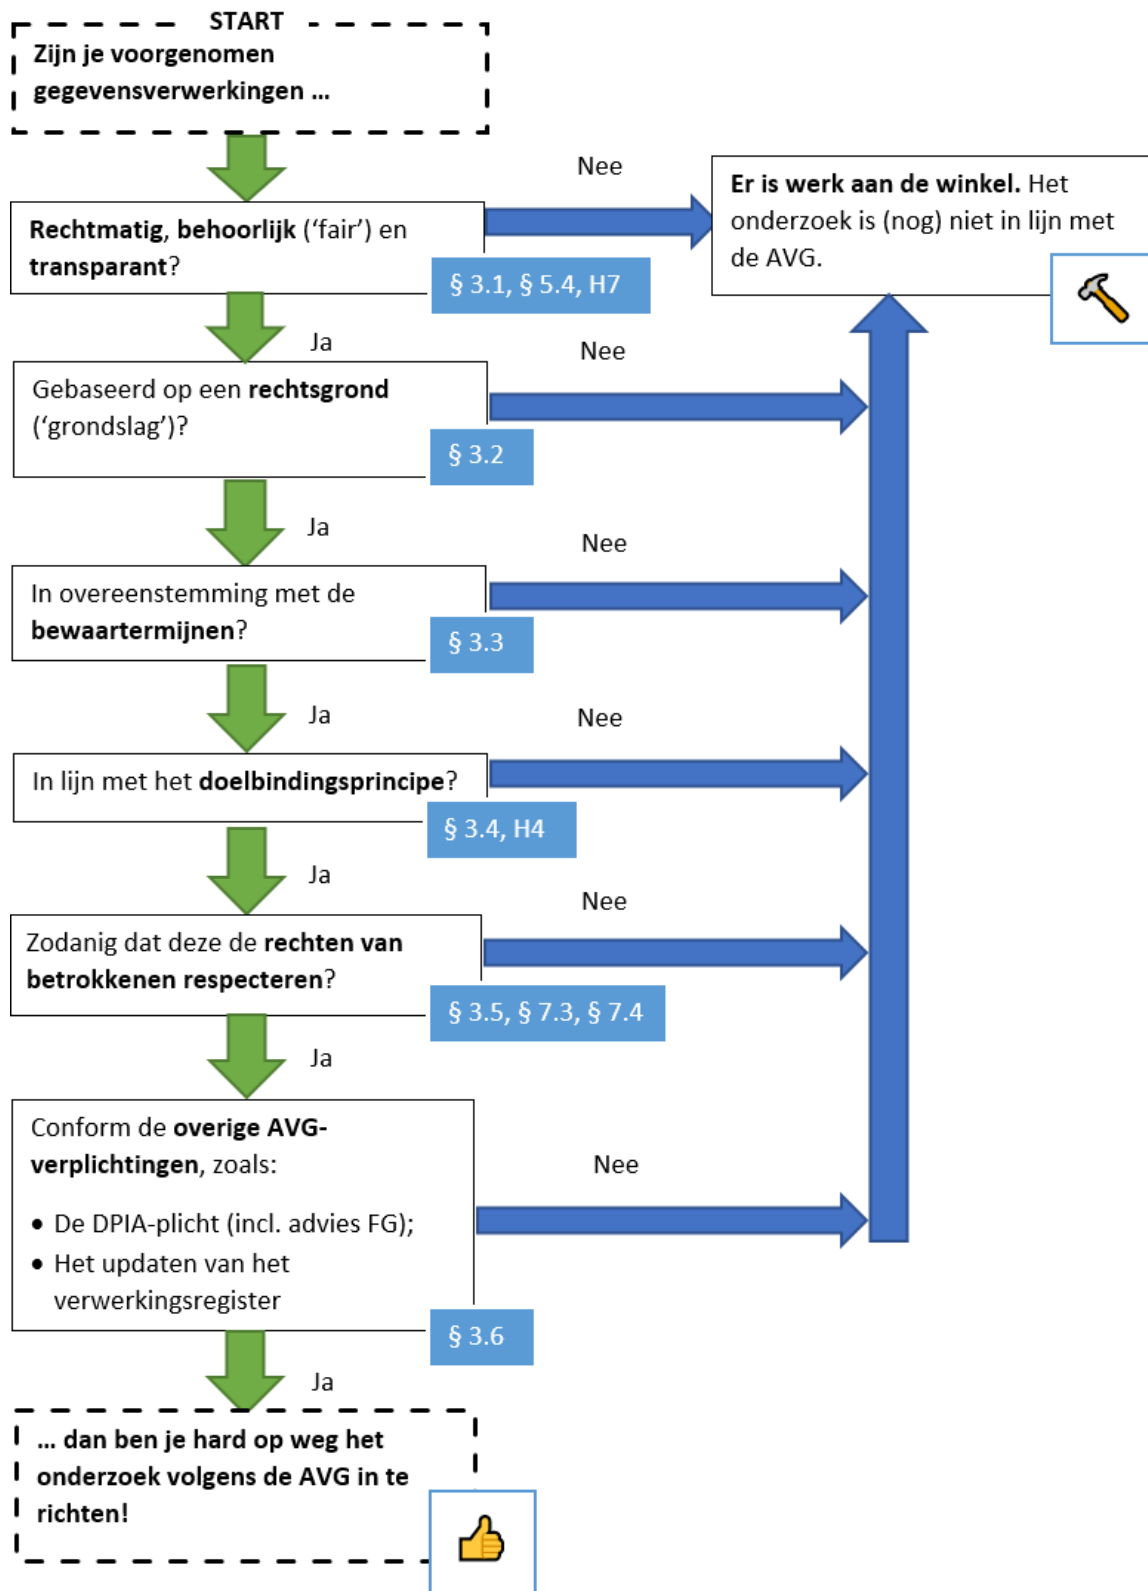 START
Zijn je voorgenomen
gegevensverwerkingen ...
Nee
Er is werk aan de winkel. Het
onderzoek is (nog) niet in lijn met
de AVG.
Rechtmatig, behoorlijk (‘fair’) en
transparant?
§ 3.1, § 5.4, H7
Ja
Nee
Gebaseerd op een rechtsgrond
(‘grondslag’)?
§ 3.2
Ja
Nee
In overeenstemming met de
bewaartermijnen?
§ 3.3
Ja
Nee
In lijn met het doelbindingsprincipe?
§ 3.4, H4
Ja
Nee
Zodanig dat deze de rechten van
betrokkenen respecteren?
§ 3.5, § 7.3, § 7.4
Ja
Conform de overige AVG-
verplichtingen, zoals:
Nee
• De DPIA-plicht (incl. advies FG);
• Het updaten van het
verwerkingsregister
§ 3.6
Ja
... dan ben je hard op weg het
onderzoek volgens de AVG in te
richten!